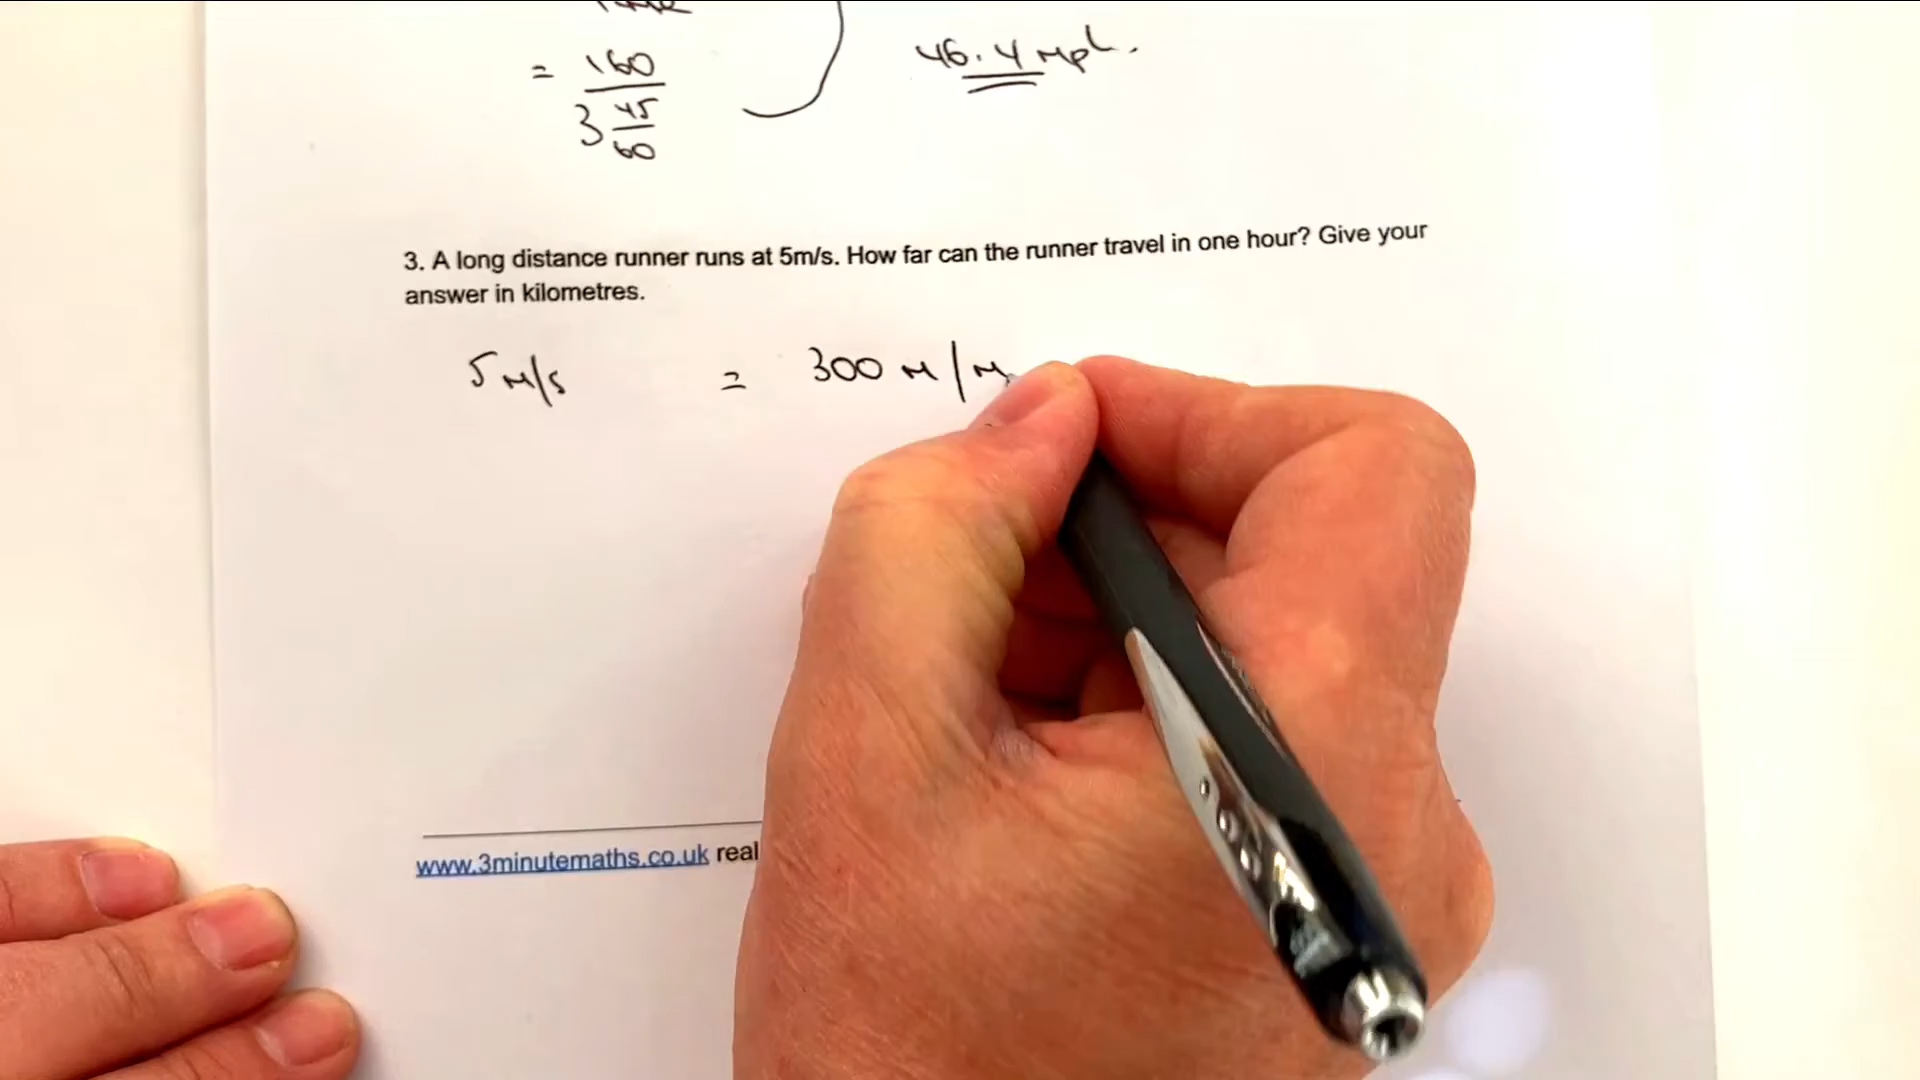 = 160
46.4 mph.
3 45
60
3. A long distance runner runs at 5m/s. How far can the runner travel in one hour? Give your
answer in kilometres.
5 m/s = 300 m/m
www.3minutemaths.co.uk real